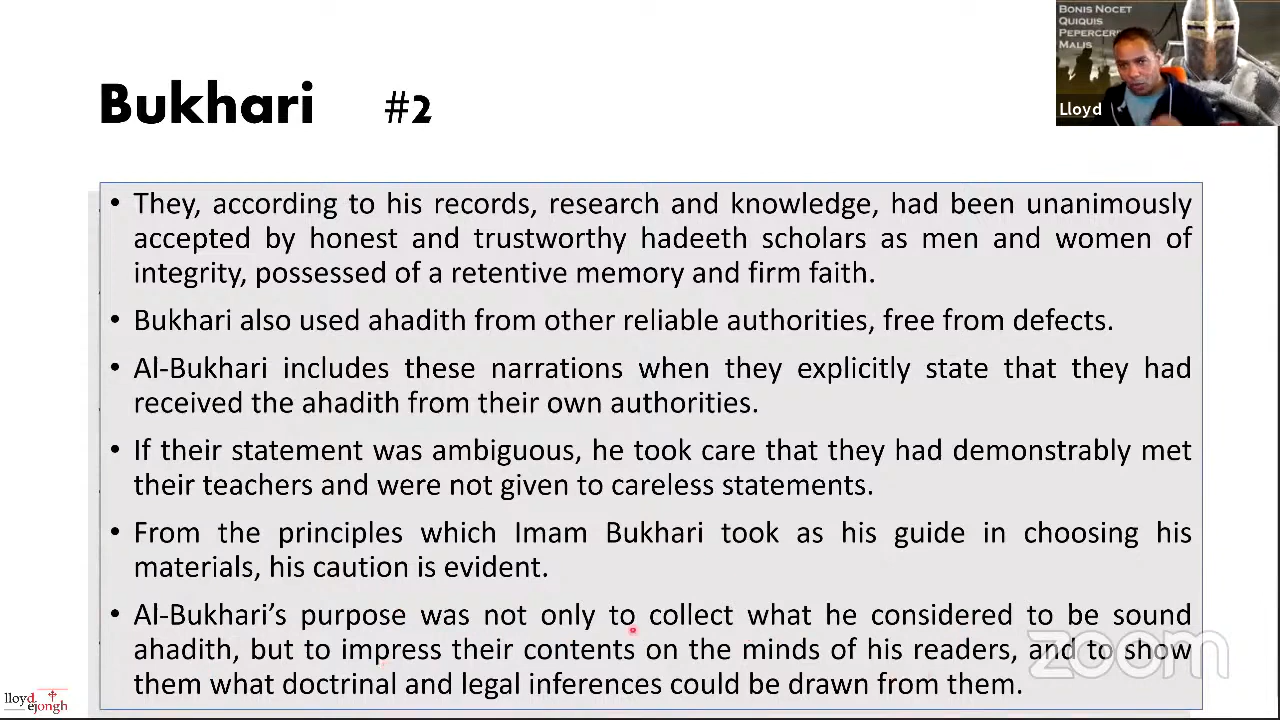 BONIS NOCET
QUIQUIS
PEPERCERI
MALIS
Lloyd
Bukhari #2
• They, according to his records, research and knowledge, had been unanimously
accepted by honest and trustworthy hadeeth scholars as men and women of
integrity, possessed of a retentive memory and firm faith.
• Bukhari also used ahadith from other reliable authorities, free from defects.
• Al-Bukhari includes these narrations when they explicitly state that they had
received the ahadith from their own authorities.
• If their statement was ambiguous, he took care that they had demonstrably met
their teachers and were not given to careless statements.
• From the principles which Imam Bukhari took as his guide in choosing his
materials, his caution is evident.
• Al-Bukhari’s purpose was not only to collect what he considered to be sound
ahadith, but to impress their contents on the minds of his readers, and to show
them what doctrinal and legal inferences could be drawn from them.
zoom
lloyd
ejongh